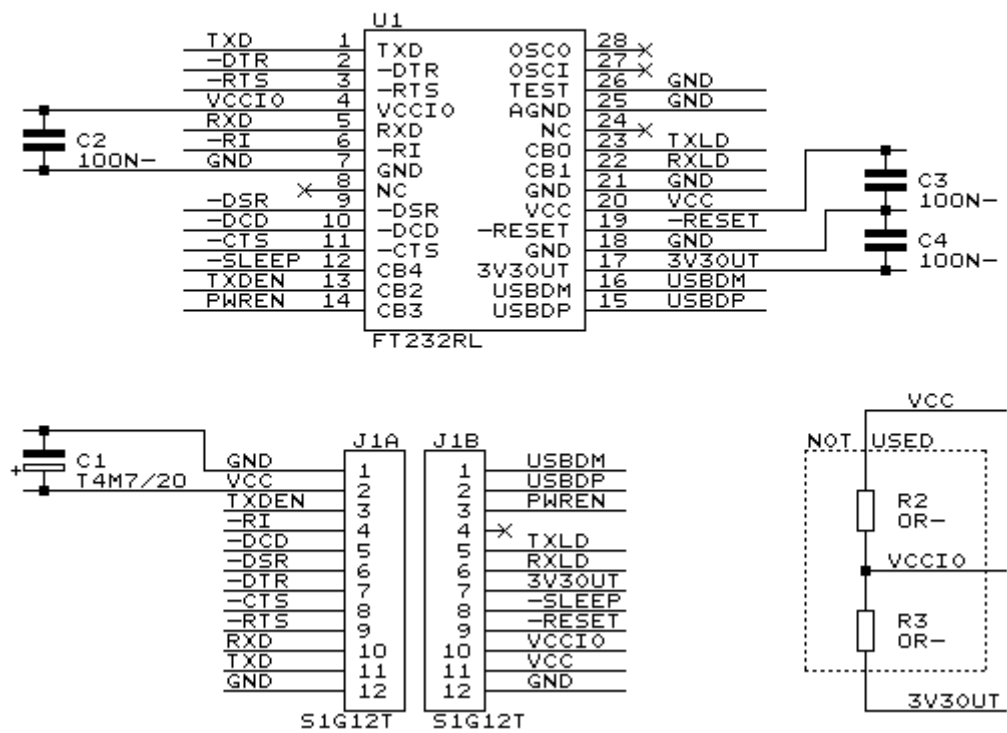 U1
TXD 1 TXD OSCO 28
-DTR 2 -DTR OSCI 27
-RTS 3 -RTS TEST 26 GND
VCCIO 4 VCCIO AGND 25 GND
RXD 5 RXD NC 24
-RI 6 -RI CB0 23 TXLD
GND 7 GND CB1 22 RXLD
8 NC GND 21 GND
-DSR 9 -DSR VCC 20 VCC
-DCD 10 -DCD -RESET 19 -RESET
-CTS 11 -CTS GND 18 GND
-SLEEP 12 CB4 3V3OUT 17 3V3OUT
TXDEN 13 CB2 USBDM 16 USBDM
PWREN 14 CB3 USBDP 15 USBDP
FT232RL
C2
100N-
C3
100N-
C4
100N-
C1
+ T4M7/20
J1A
GND 1
VCC 2
TXDEN 3
-RI 4
-DCD 5
-DSR 6
-DTR 7
-CTS 8
-RTS 9
RXD 10
TXD 11
GND 12
S1G12T
J1B
1 USBDM
2 USBDP
3 PWREN
4
5 TXLD
6 RXLD
7 3V3OUT
8 -SLEEP
9 -RESET
10 VCCIO
11 VCC
12 GND
S1G12T
VCC
NOT USED
R2
0R-
VCCIO
R3
0R-
3V3OUT